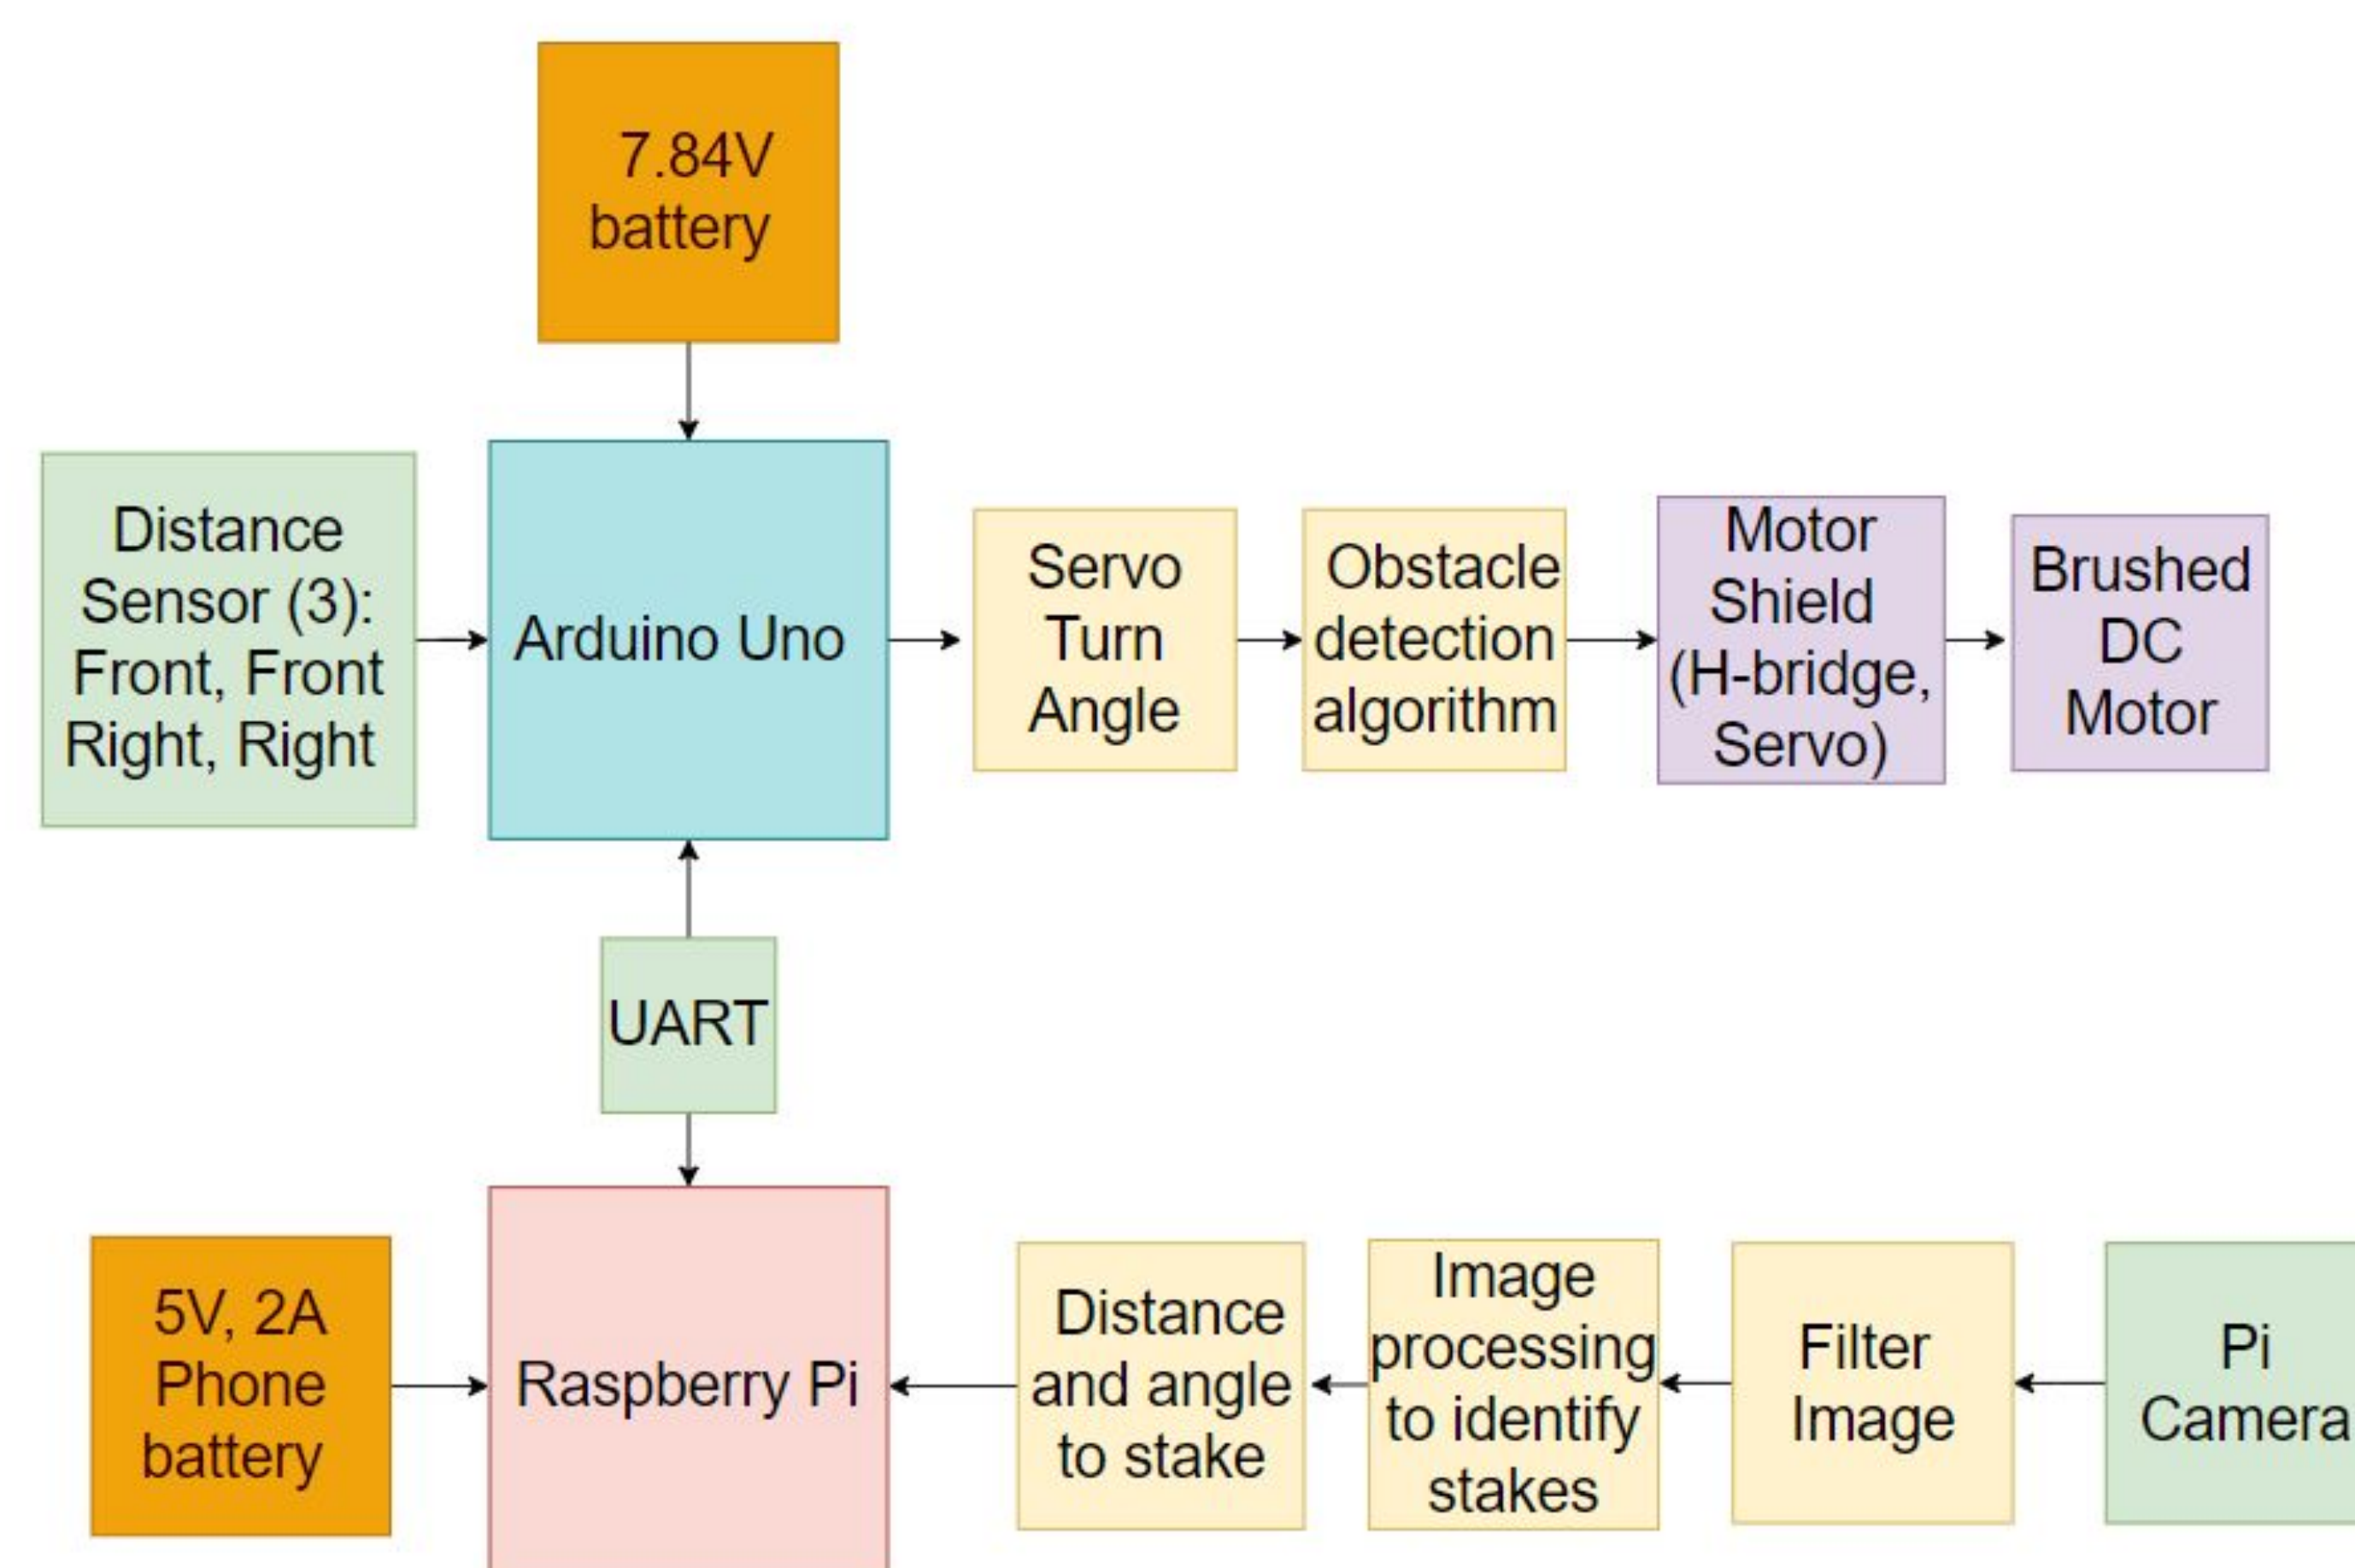 7.84V
battery
Distance
Sensor (3):
Front, Front
Right, Right
Arduino Uno
Servo
Turn
Angle
Obstacle
detection
algorithm
Motor
Shield
(H-bridge,
Servo)
Brushed
DC
Motor
UART
5V, 2A
Phone
battery
Raspberry Pi
Distance
and angle
to stake
Image
processing
to identify
stakes
Filter
Image
Pi
Camera